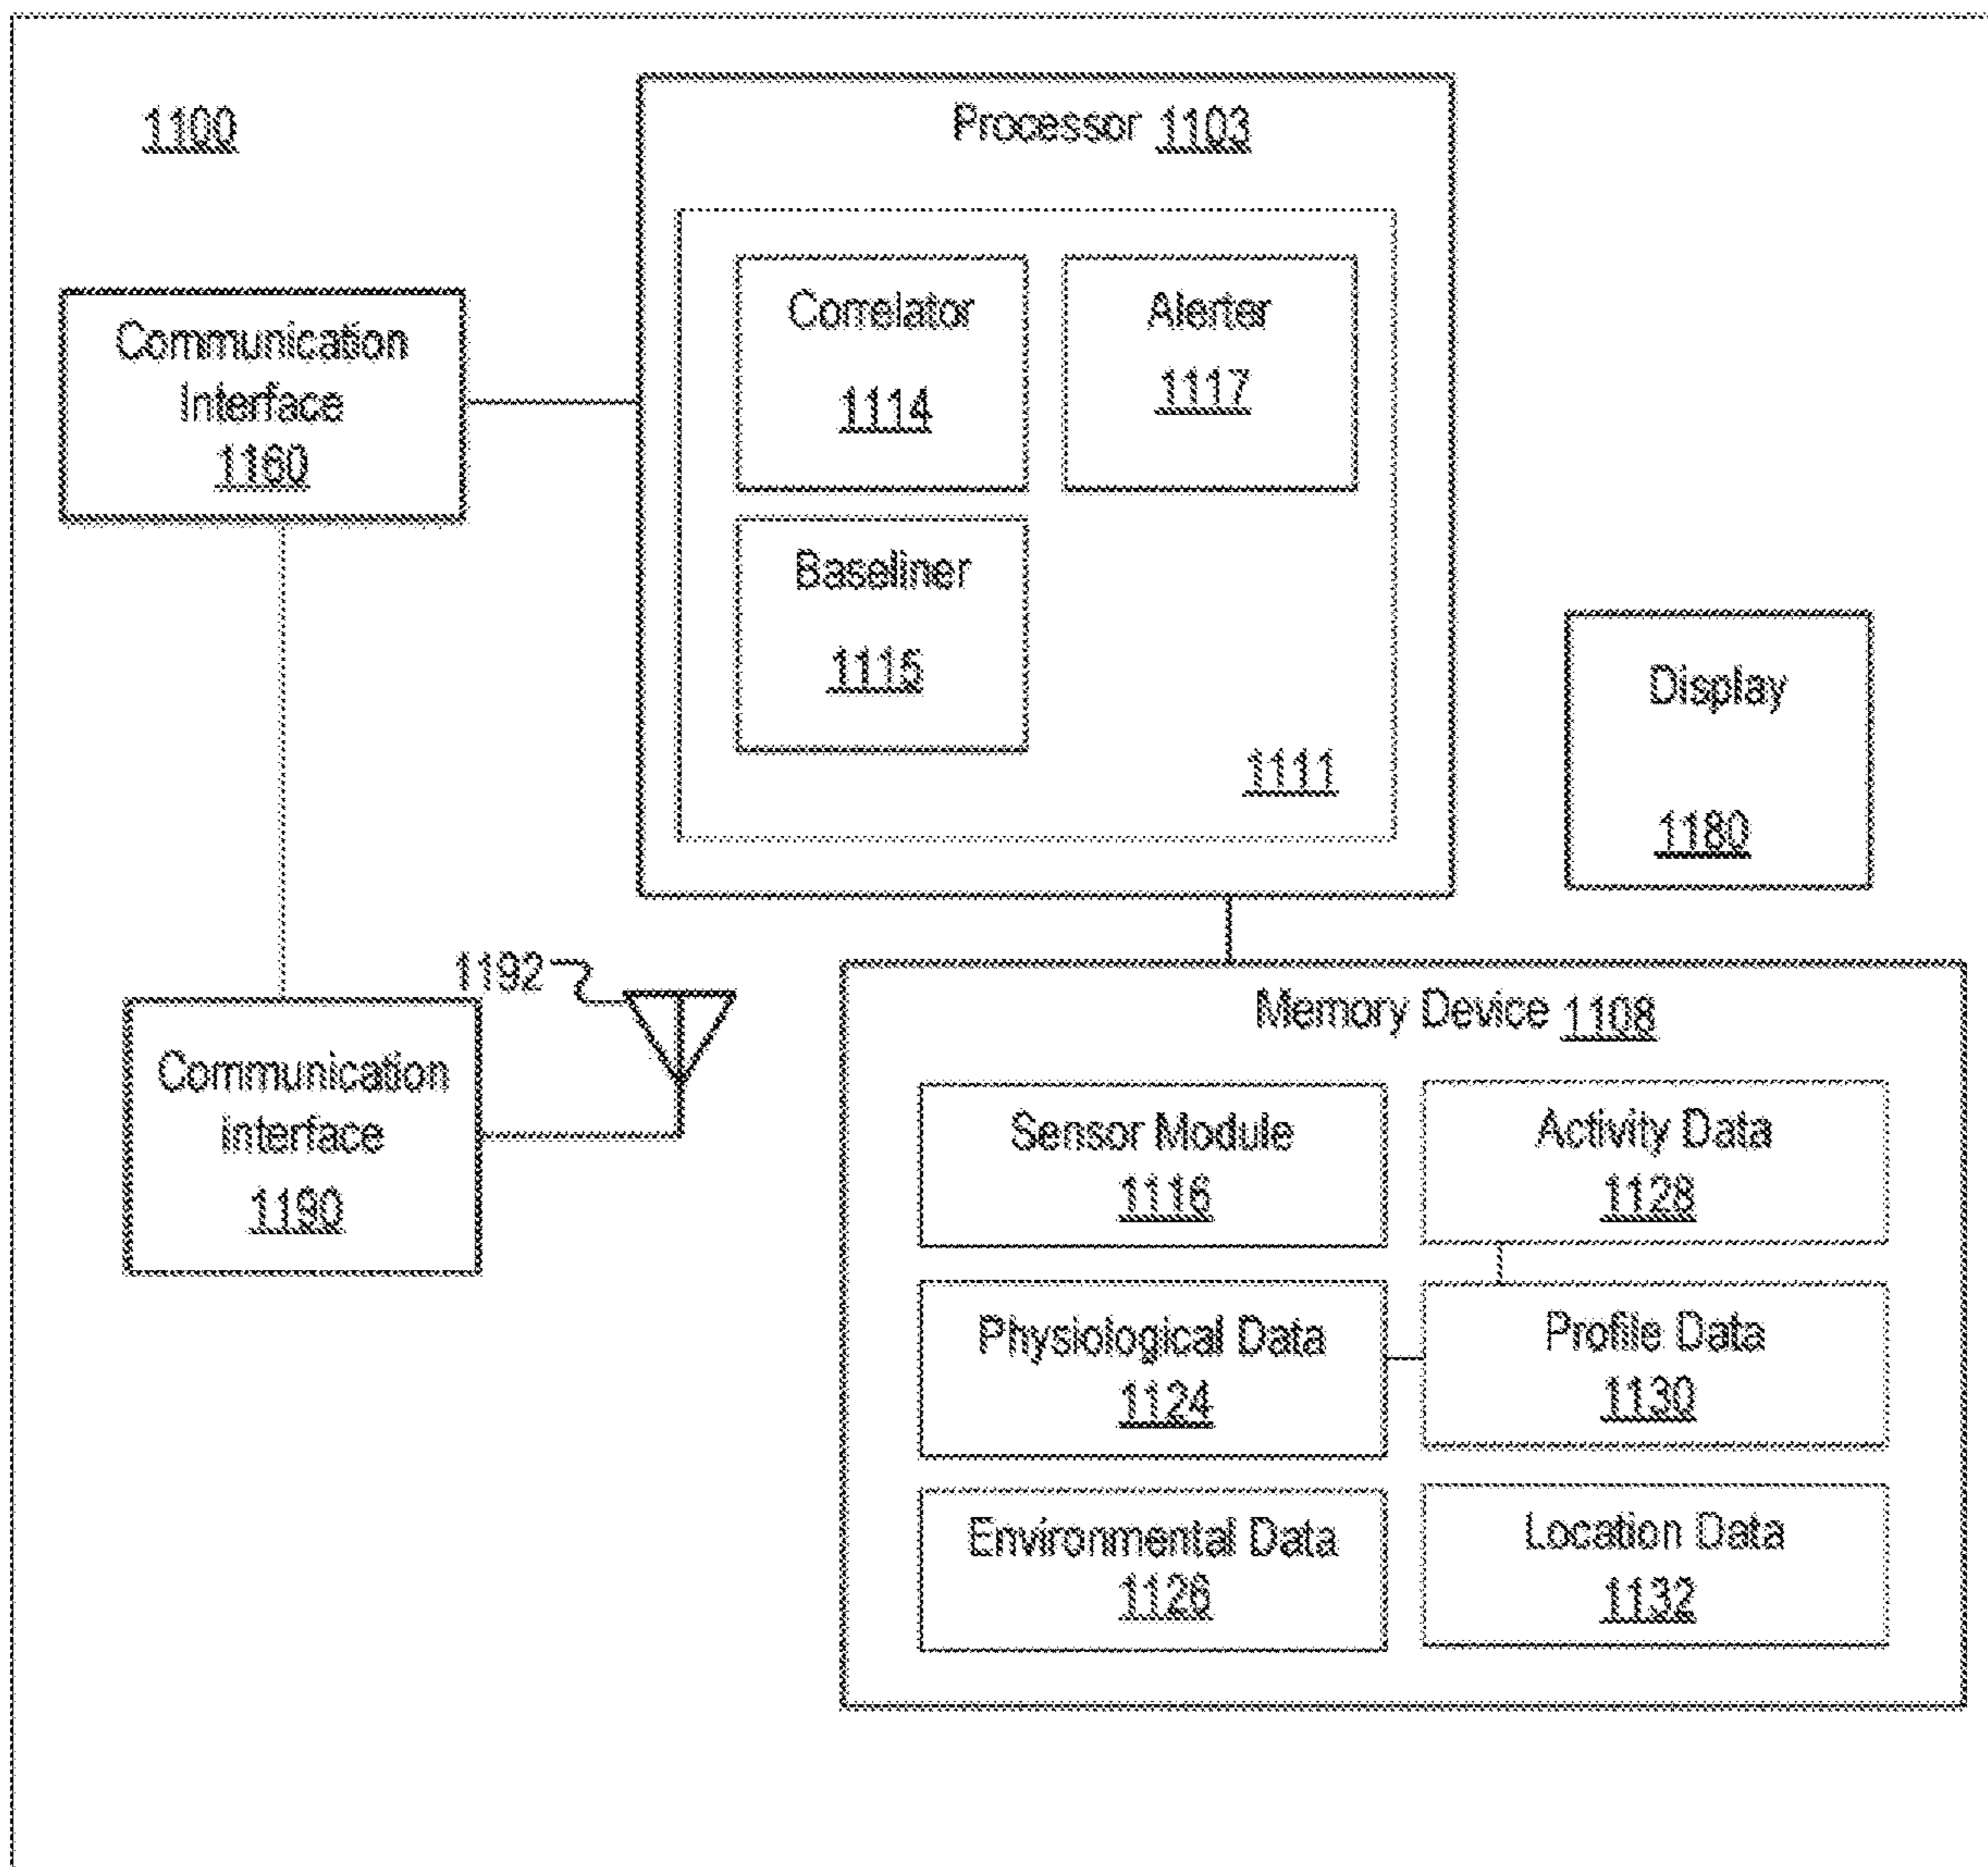 1100
Processor 1103
Correlator
1114
Alerter
1117
Communication
Interface
1160
Baseliner
1115
1111
Display
1180
1192
Memory Device 1108
Communication
interface
1190
Sensor Module
1116
Activity Data
1128
Physiological Data
1124
Profile Data
1130
Environmental Data
1126
Location Data
1132